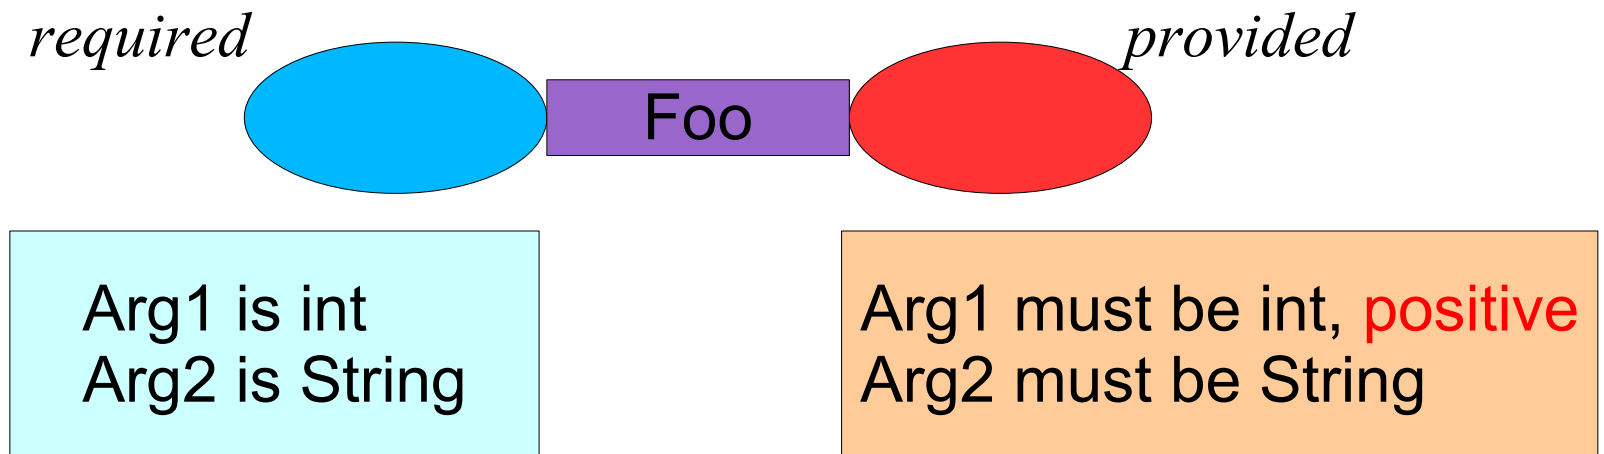 required
provided
Foo
Arg1 is int
Arg2 is String
Arg1 must be int, positive
Arg2 must be String